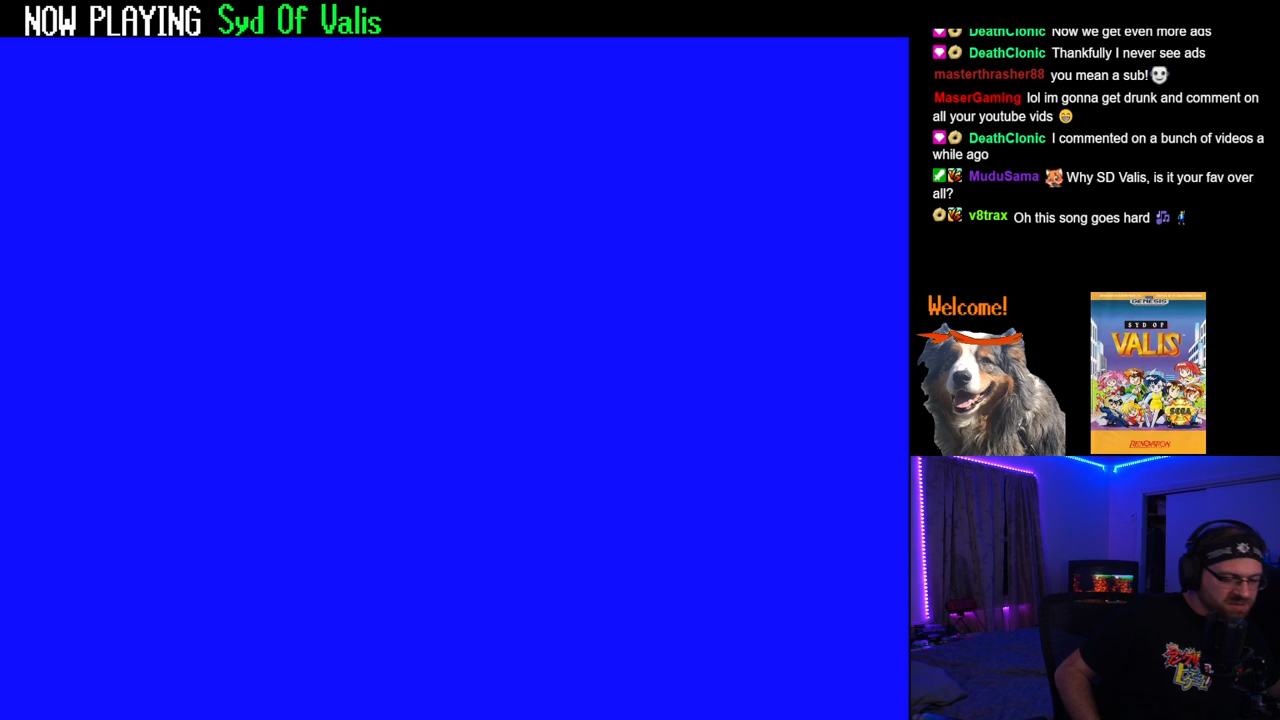 NOW PLAYING Syd Of Valis
DeathClonic Now we get even more ads
DeathClonic Thankfully I never see ads
masterthrasher88 you mean a sub!
MaserGaming lol im gonna get drunk and comment on
all your youtube vids
DeathClonic I commented on a bunch of videos a
while ago
MuduSama Why SD Valis, is it your fav over
all?
v8trax Oh this song goes hard
Welcome!
GENESIS
SYD OF
VALIS
SEGA
RENOVATION